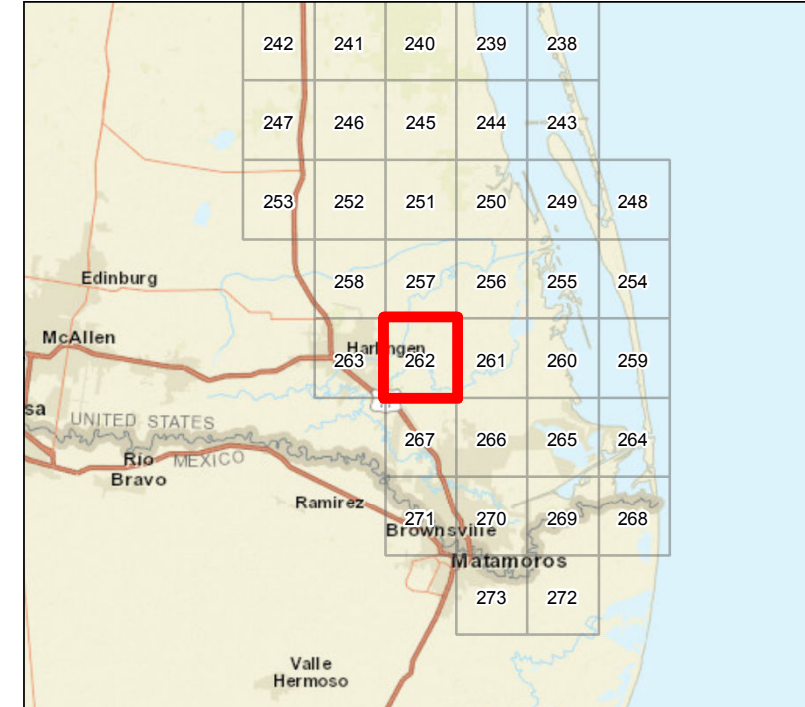 242 241 240 239 238
247 246 245 244 243
253 252 251 250 249 248
Edinburg
258 257 256 255 254
McAllen
Harlingen
263 262 261 260 259
sa
UNITED STATES
267 266 265 264
Rio
Bravo
MEXICO
Ramirez
271 270 269 268
Brownsville
Matamoros
273 272
Valle
Hermoso